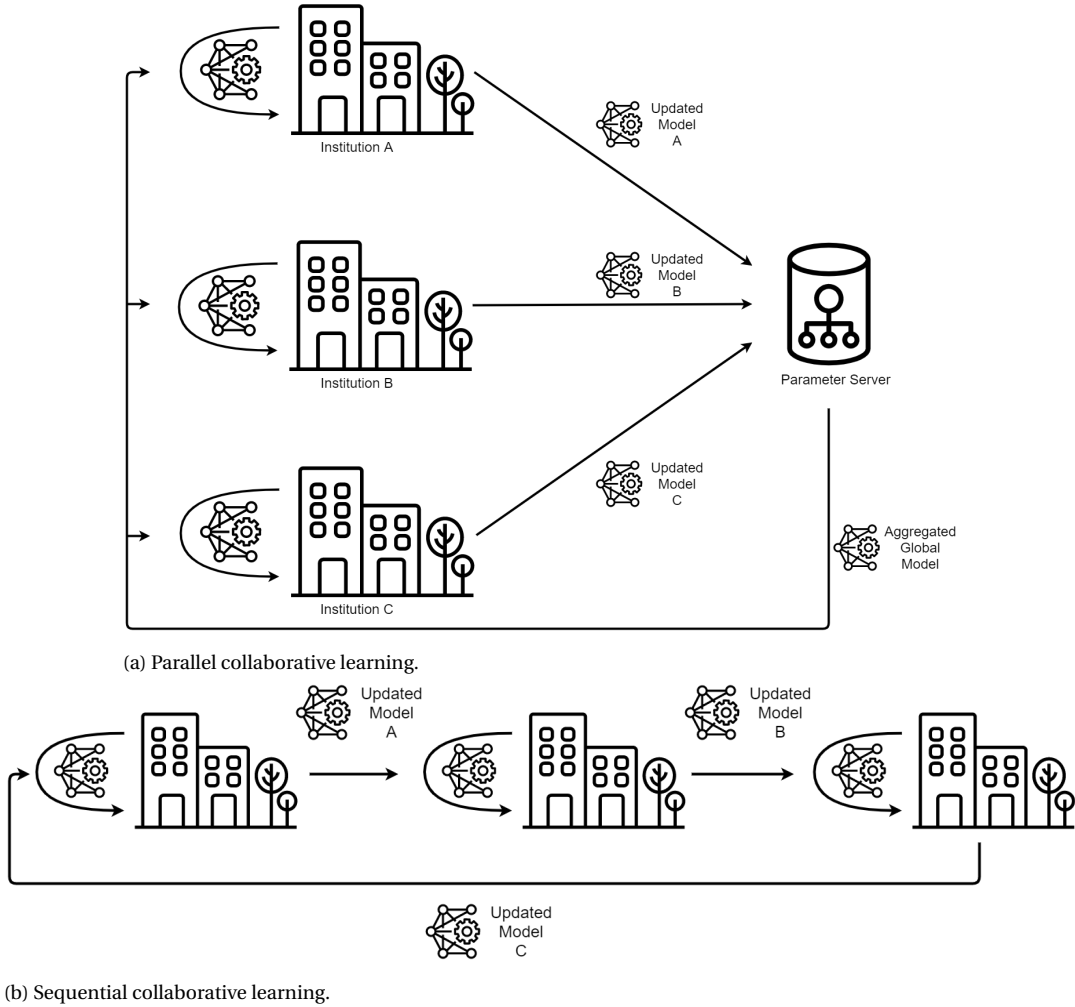 Updated
Model
A
Institution A
Updated
Model
B
Parameter Server
Institution B
Updated
Model
C
Aggregated
Global
Model
Institution C
(a) Parallel collaborative learning.
Updated
Model
A
Updated
Model
B
Updated
Model
C
(b) Sequential collaborative learning.